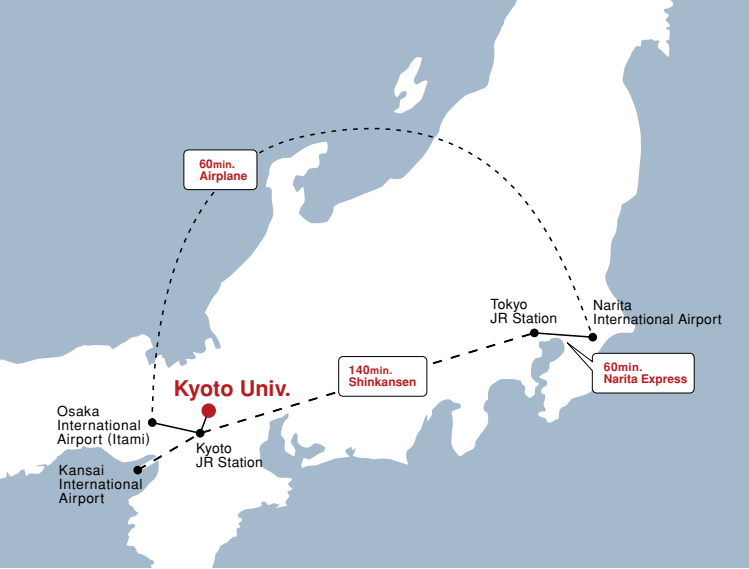 60min.
Airplane
Tokyo
JR Station
Narita
International Airport
140min.
Shinkansen
60min.
Narita Express
Kyoto Univ.
Osaka
International
Airport (Itami)
Kyoto
JR Station
Kansai
International
Airport